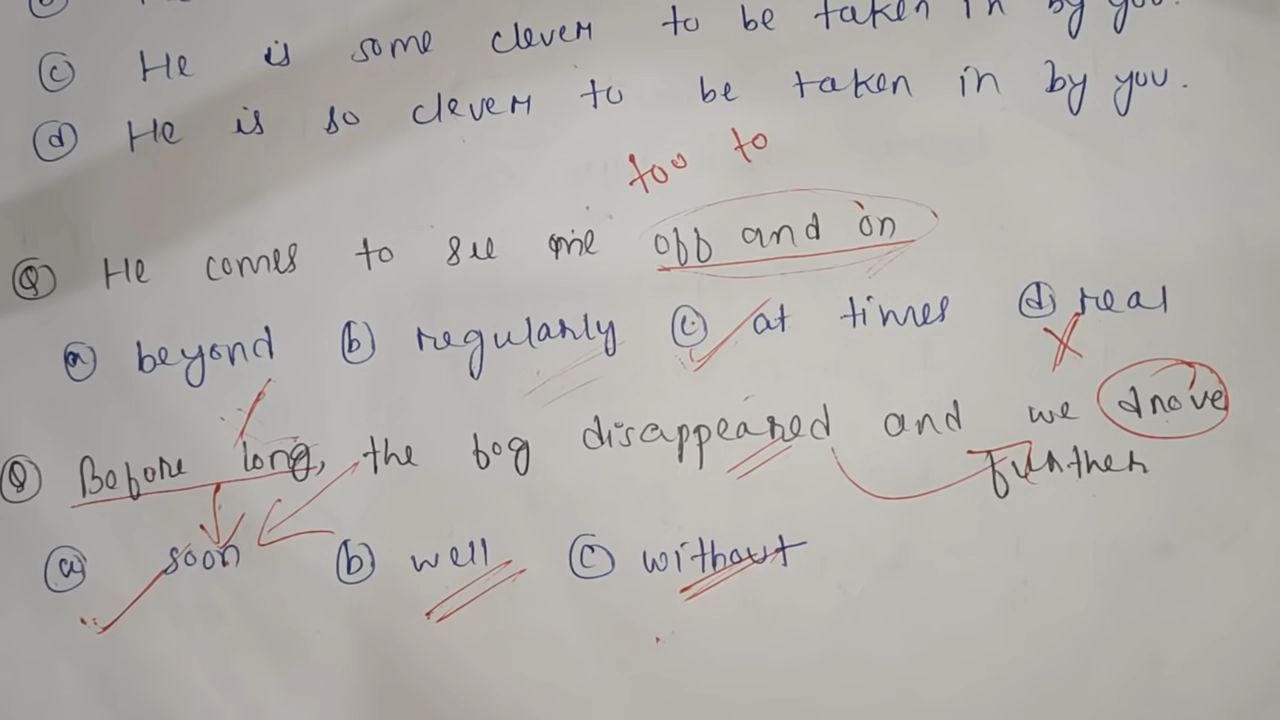 ⓒ He is some clever to be taken in by you.
ⓓ He is so clever to be taken in by you.
too to
Ⓠ He comes to see me off and on
ⓐ beyond ⓑ regularly ⓒ at times ⓓ real
Ⓠ Before long, the fog disappeared and we drove
further
ⓐ soon ⓑ well ⓒ without